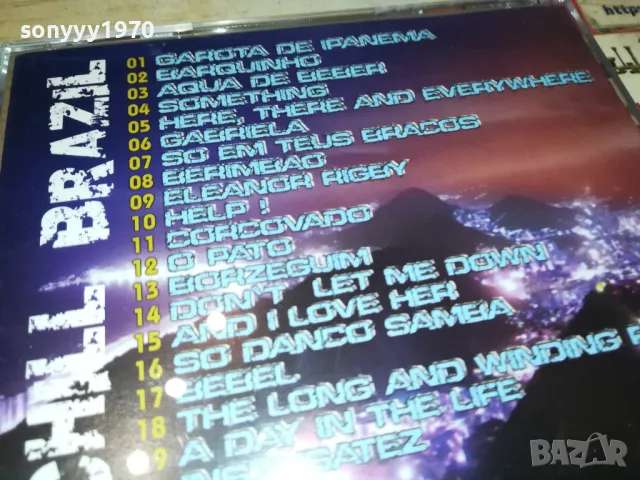 sonyyy1970
CHILL BRAZIL
01 GAROTA DE IPANEMA
02 BARQUINHO
03 AQUA DE BEBER
04 SOMETHING
05 HERE, THERE AND EVERYWHERE
06 GABRIELA
07 SO EM TEUS BRACOS
08 BERIMBAO
09 ELEANOR RIGBY
10 HELP !
11 CORCOVADO
12 O PATO
13 BORZEGUIM
14 DON'T LET ME DOWN
15 AND I LOVE HER
16 SO DANCO SAMBA
17 BEBEL
18 THE LONG AND WINDING
9 A DAY IN THE LIFE
BAZAR
http